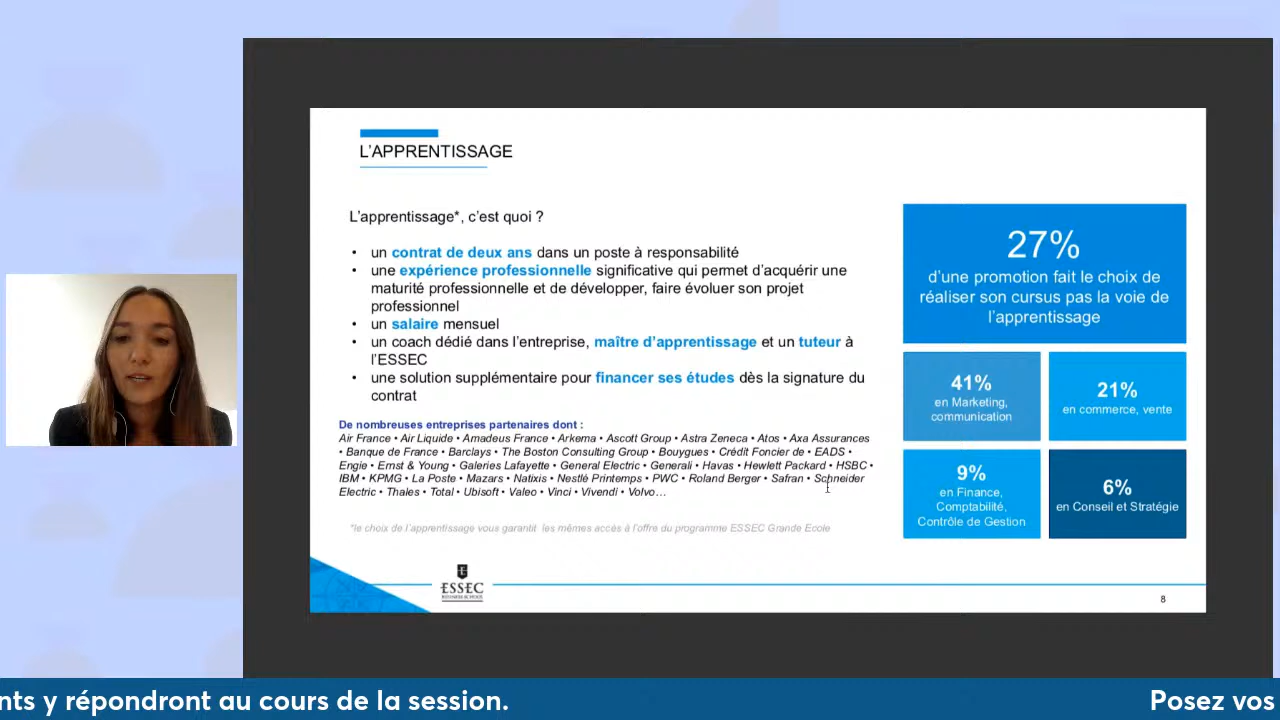 L'APPRENTISSAGE
L'apprentissage*, c'est quoi ?
• un contrat de deux ans dans un poste à responsabilité
• une expérience professionnelle significative qui permet d'acquérir une
maturité professionnelle et de développer, faire évoluer son projet
professionnel
• un salaire mensuel
• un coach dédié dans l'entreprise, maître d'apprentissage et un tuteur à
l'ESSEC
• une solution supplémentaire pour financer ses études dès la signature du
contrat
De nombreuses entreprises partenaires dont :
Air France • Air Liquide • Amadeus France • Arkema • Ascott Group • Astra Zeneca • Atos • Axa Assurances
• Banque de France • Barclays • The Boston Consulting Group • Bouygues • Crédit Foncier de • EADS •
Engie • Ernst & Young • Galeries Lafayette • General Electric • Generali • Havas • Hewlett Packard • HSBC •
IBM • KPMG • La Poste • Mazars • Natixis • Nestlé Printemps • PWC • Roland Berger • Safran • Schneider
Electric • Thales • Total • Ubisoft • Valeo • Vinci • Vivendi • Volvo…
*le choix de l'apprentissage vous garantit les mêmes accès à l'offre du programme ESSEC Grande Ecole
27%
d'une promotion fait le choix de
réaliser son cursus pas la voie de
l'apprentissage
41%
en Marketing,
communication
21%
en commerce, vente
9%
en Finance,
Comptabilité,
Contrôle de Gestion
6%
en Conseil et Stratégie
ESSEC
BUSINESS SCHOOL
8
nts y répondront au cours de la session.
Posez vos